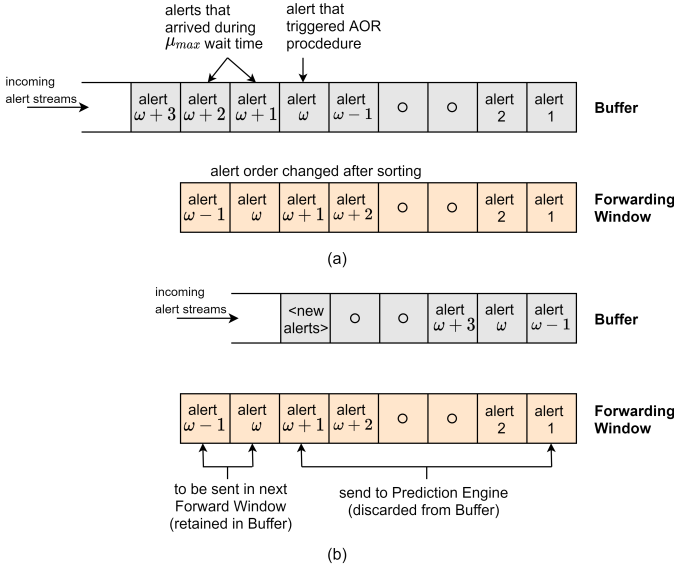 alerts that
arrived during
μmax wait time
alert that
triggered AOR
procdedure
incoming
alert streams
alert
ω + 3
alert
ω + 2
alert
ω + 1
alert
ω
alert
ω − 1
alert
2
alert
1
Buffer
alert order changed after sorting
alert
ω − 1
alert
ω
alert
ω + 1
alert
ω + 2
alert
2
alert
1
Forwarding
Window
(a)
incoming
alert streams
<new
alerts>
alert
ω + 3
alert
ω
alert
ω − 1
Buffer
alert
ω − 1
alert
ω
alert
ω + 1
alert
ω + 2
alert
2
alert
1
Forwarding
Window
to be sent in next
Forward Window
(retained in Buffer)
send to Prediction Engine
(discarded from Buffer)
(b)